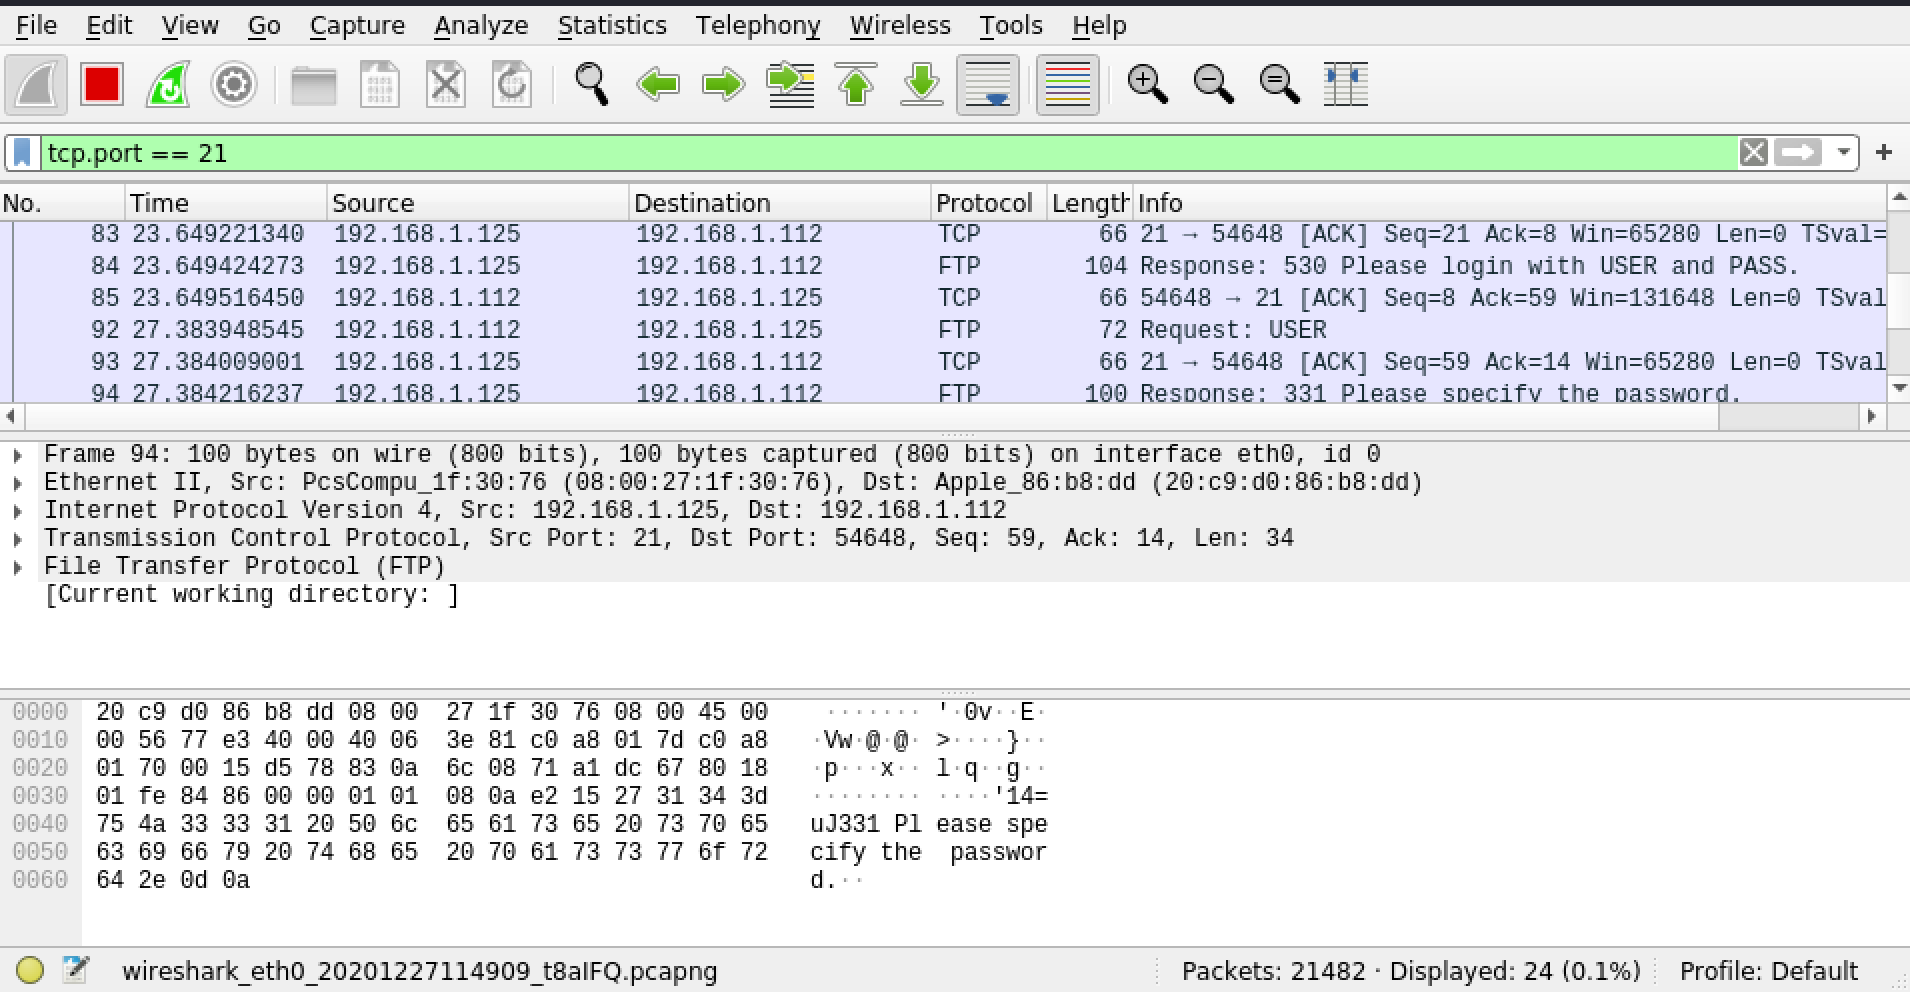 File Edit View Go Capture Analyze Statistics Telephony Wireless Tools Help
tcp.port == 21
No. Time Source Destination Protocol Length Info
83 23.649221340 192.168.1.125 192.168.1.112 TCP 66 21 → 54648 [ACK] Seq=21 Ack=8 Win=65280 Len=0 TSval=
84 23.649424273 192.168.1.125 192.168.1.112 FTP 104 Response: 530 Please login with USER and PASS.
85 23.649516450 192.168.1.112 192.168.1.125 TCP 66 54648 → 21 [ACK] Seq=8 Ack=59 Win=131648 Len=0 TSval
92 27.383948545 192.168.1.112 192.168.1.125 FTP 72 Request: USER
93 27.384009001 192.168.1.125 192.168.1.112 TCP 66 21 → 54648 [ACK] Seq=59 Ack=14 Win=65280 Len=0 TSval
94 27.384216237 192.168.1.125 192.168.1.112 FTP 100 Response: 331 Please specify the password.
Frame 94: 100 bytes on wire (800 bits), 100 bytes captured (800 bits) on interface eth0, id 0
Ethernet II, Src: PcsCompu_1f:30:76 (08:00:27:1f:30:76), Dst: Apple_86:b8:dd (20:c9:d0:86:b8:dd)
Internet Protocol Version 4, Src: 192.168.1.125, Dst: 192.168.1.112
Transmission Control Protocol, Src Port: 21, Dst Port: 54648, Seq: 59, Ack: 14, Len: 34
File Transfer Protocol (FTP)
[Current working directory: ]
0000 20 c9 d0 86 b8 dd 08 00 27 1f 30 76 08 00 45 00 ·······  '·0v··E·
0010 00 56 77 e3 40 00 40 06 3e 81 c0 a8 01 7d c0 a8 ·Vw·@·@· >····}··
0020 01 70 00 15 d5 78 83 0a 6c 08 71 a1 dc 67 80 18 ·p···x·· l·q··g··
0030 01 fe 84 86 00 00 01 01 08 0a e2 15 27 31 34 3d ········ ····'14=
0040 75 4a 33 33 31 20 50 6c 65 61 73 65 20 73 70 65 uJ331 Pl ease spe
0050 63 69 66 79 20 74 68 65 20 70 61 73 73 77 6f 72 cify the  passwor
0060 64 2e 0d 0a d.··
wireshark_eth0_20201227114909_t8aIFQ.pcapng Packets: 21482 · Displayed: 24 (0.1%) Profile: Default